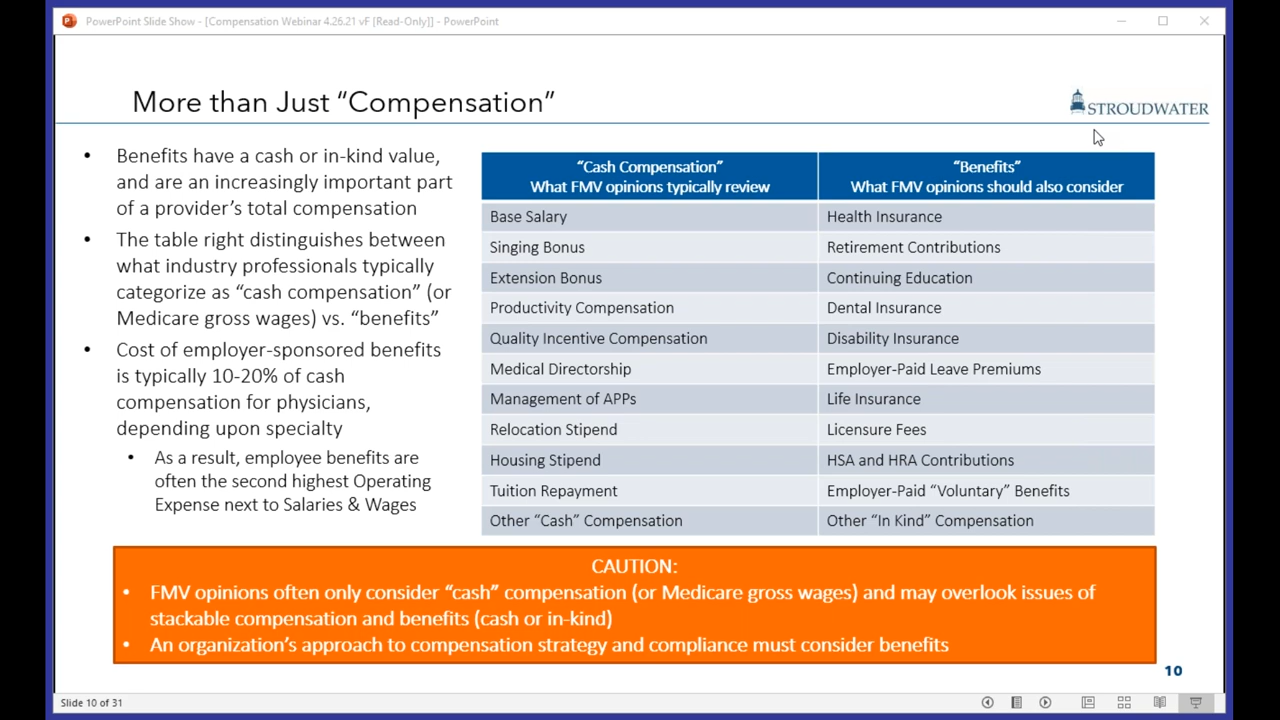 PowerPoint Slide Show - [Compensation Webinar 4.26.21 vF (Read-Only)] - PowerPoint
More than Just “Compensation”
STROUDWATER
• Benefits have a cash or in-kind value,
and are an increasingly important part
of a provider’s total compensation
• The table right distinguishes between
what industry professionals typically
categorize as “cash compensation” (or
Medicare gross wages) vs. “benefits”
• Cost of employer-sponsored benefits
is typically 10-20% of cash
compensation for physicians,
depending upon specialty
• As a result, employee benefits are
often the second highest Operating
Expense next to Salaries & Wages
“Cash Compensation”
What FMV opinions typically review
“Benefits”
What FMV opinions should also consider
Base Salary
Health Insurance
Singing Bonus
Retirement Contributions
Extension Bonus
Continuing Education
Productivity Compensation
Dental Insurance
Quality Incentive Compensation
Disability Insurance
Medical Directorship
Employer-Paid Leave Premiums
Management of APPs
Life Insurance
Relocation Stipend
Licensure Fees
Housing Stipend
HSA and HRA Contributions
Tuition Repayment
Employer-Paid “Voluntary” Benefits
Other “Cash” Compensation
Other “In Kind” Compensation
CAUTION:
• FMV opinions often only consider “cash” compensation (or Medicare gross wages) and may overlook issues of
stackable compensation and benefits (cash or in-kind)
• An organization’s approach to compensation strategy and compliance must consider benefits
10
Slide 10 of 31